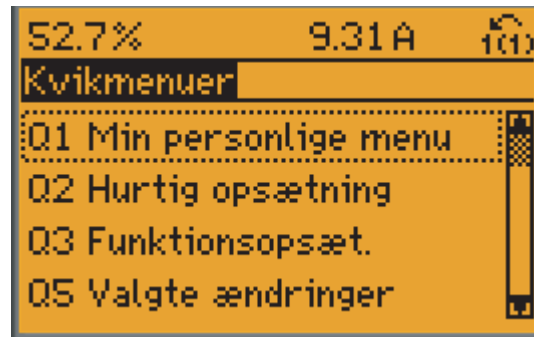 52.7% 9.31 A 1(1)
Kvikmenuer
Q1 Min personlige menu
Q2 Hurtig opsætning
Q3 Funktionsopsæt.
Q5 Valgte ændringer